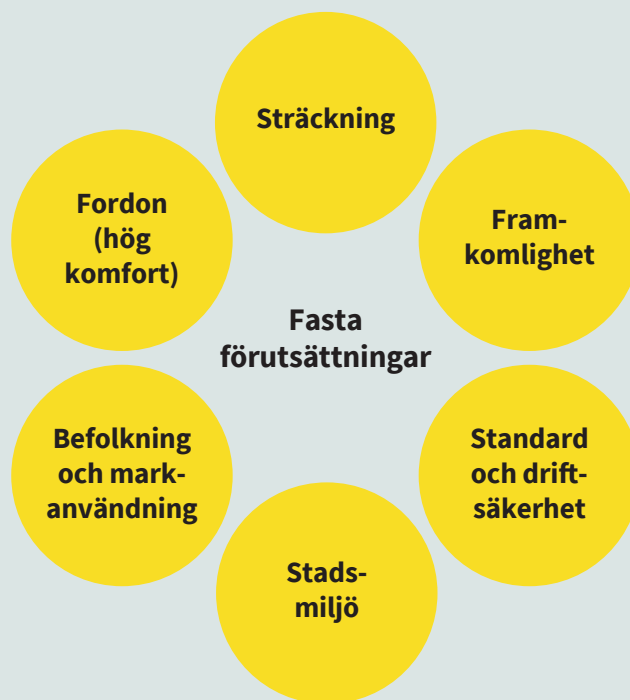 Sträckning
Fordon
(hög
komfort)
Fram-
komlighet
Fasta
förutsättningar
Befolkning
och mark-
användning
Standard
och drift-
säkerhet
Stads-
miljö